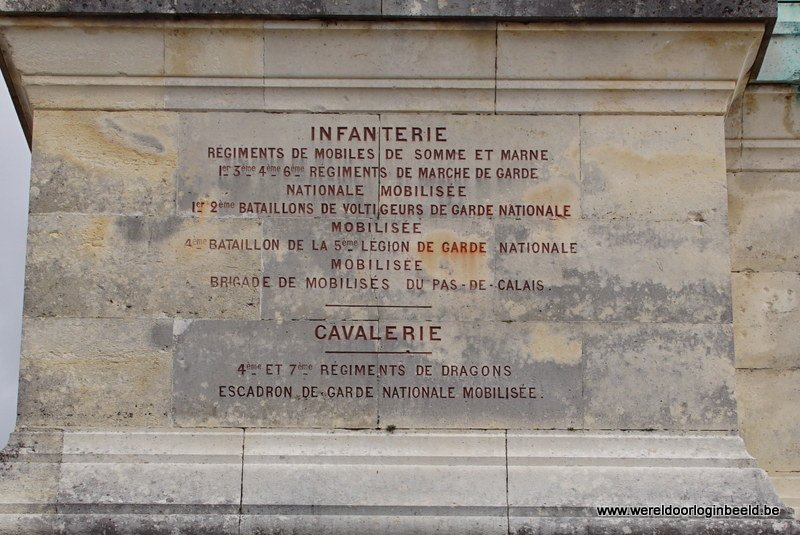 INFANTERIE
RÉGIMENTS DE MOBILES DE SOMME ET MARNE
1er 3ème 4ème 6ème RÉGIMENTS DE MARCHE DE GARDE
NATIONALE MOBILISÉE
1er 2ème BATAILLONS DE VOLTIGEURS DE GARDE NATIONALE
MOBILISÉE
4ème BATAILLON DE LA 5ème LÉGION DE GARDE NATIONALE
MOBILISÉE
BRIGADE DE MOBILISÉS DU PAS-DE-CALAIS.
CAVALERIE
4ème ET 7ème RÉGIMENTS DE DRAGONS
ESCADRON DE GARDE NATIONALE MOBILISÉE.
www.wereldoorloginbeeld.be